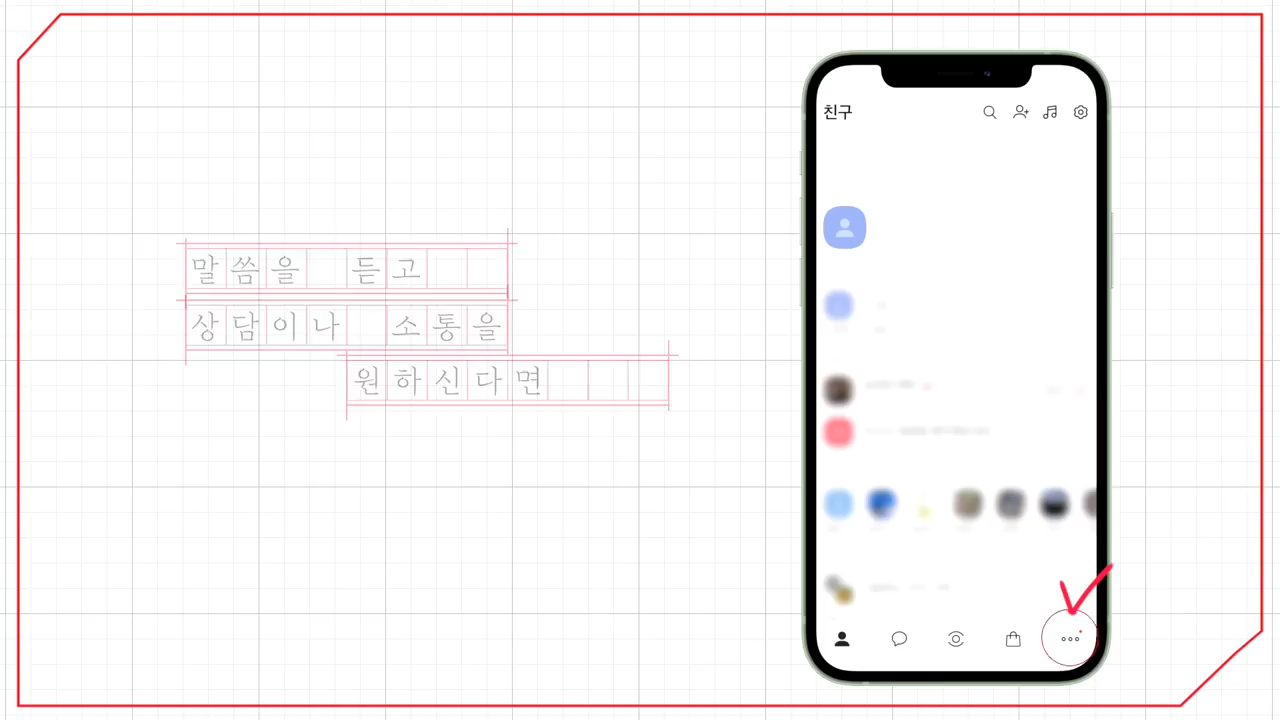 말씀을 듣고
상담이나 소통을
원하신다면
친구